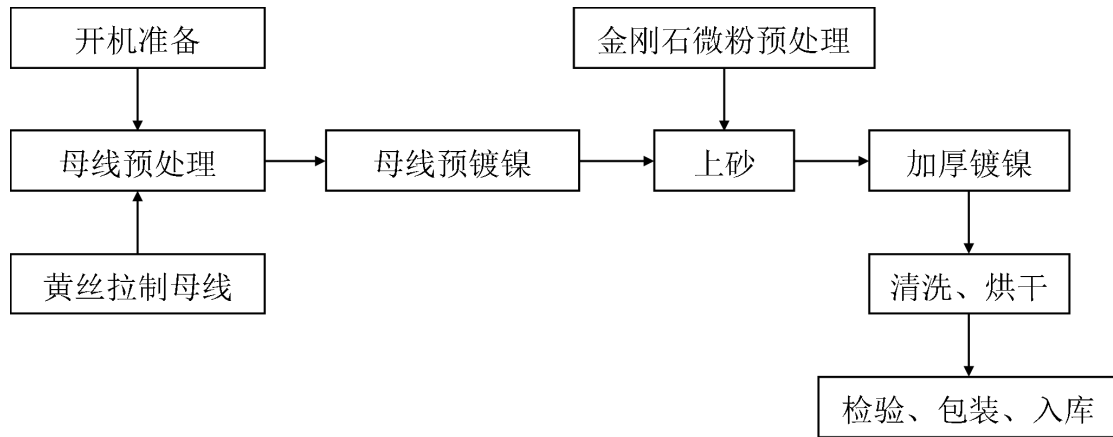 开机准备
金刚石微粉预处理
母线预处理
母线预镀镍
上砂
加厚镀镍
黄丝拉制母线
清洗、烘干
检验、包装、入库